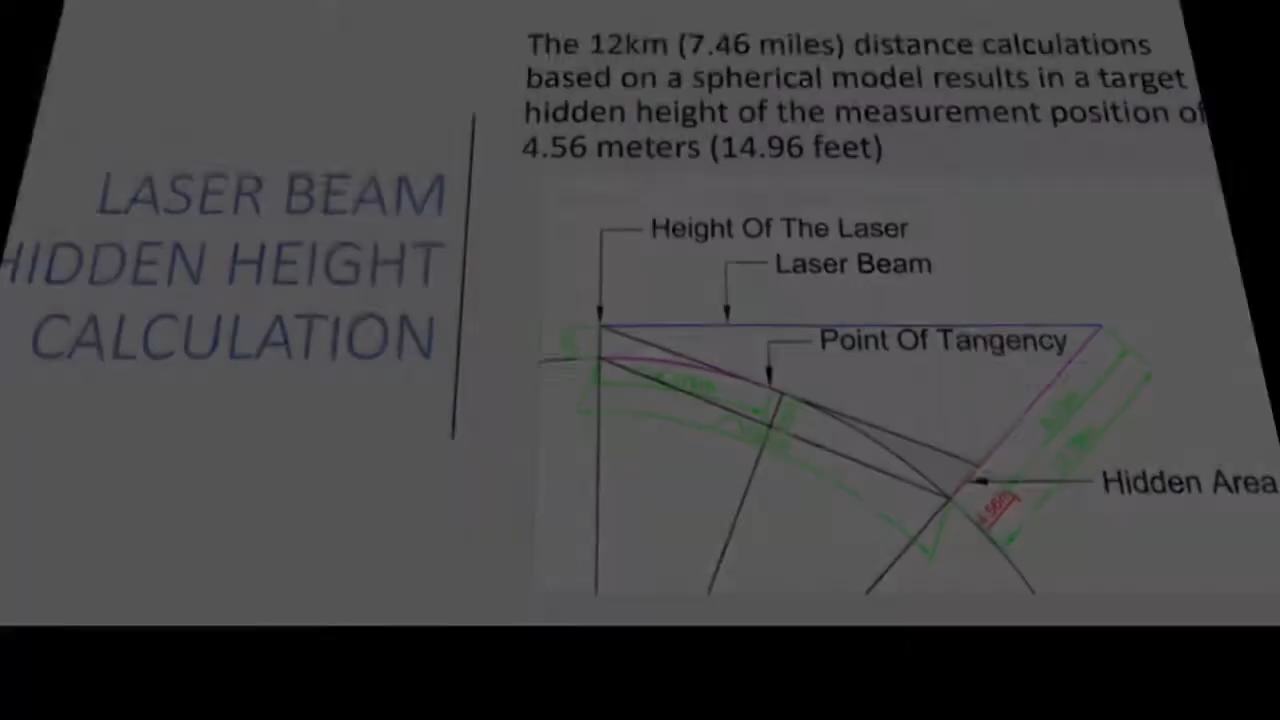 The 12km (7.46 miles) distance calculations
based on a spherical model results in a target
hidden height of the measurement position of
4.56 meters (14.96 feet)
LASER BEAM
HIDDEN HEIGHT
CALCULATION
Height Of The Laser
Laser Beam
Point Of Tangency
Hidden Area
4.56m